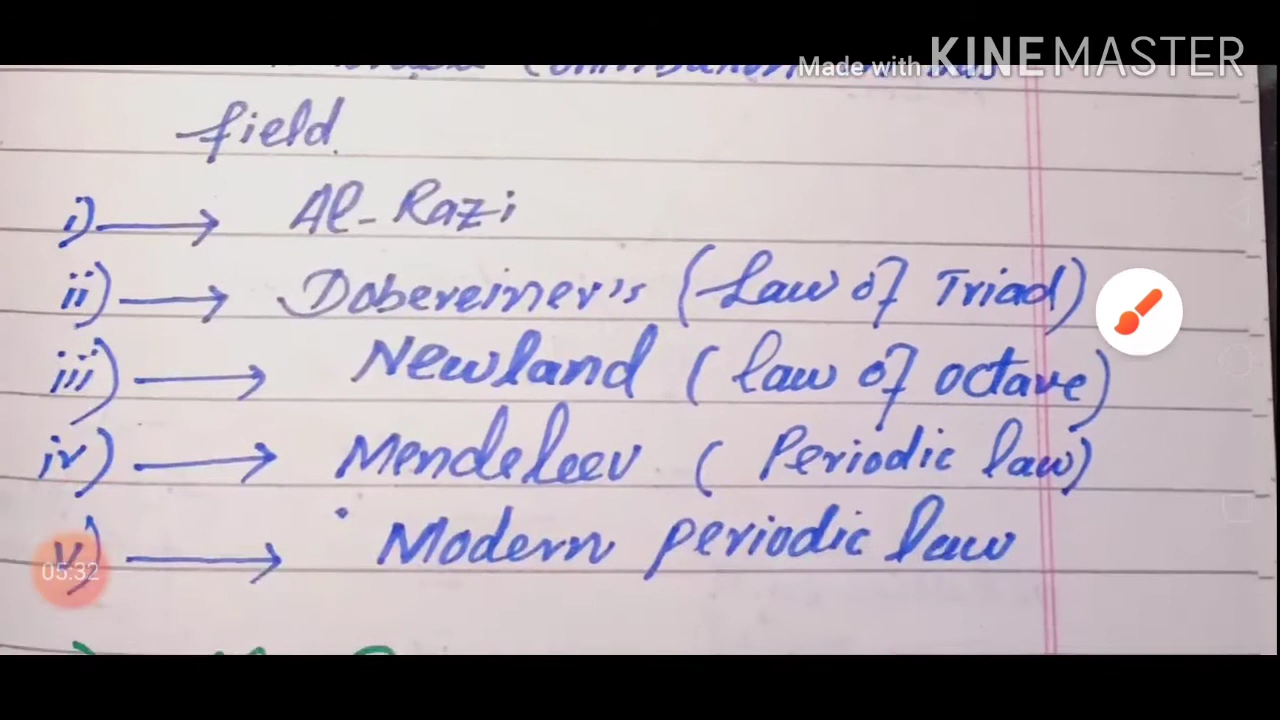 Made with KINEMASTER
field.
i) → Al-Razi
ii) → Dobereimer's (Law of Triad)
iii) → Newland (law of octave)
iv) → Mendeleev (Periodic law)
v) → Modern periodic law
05:32